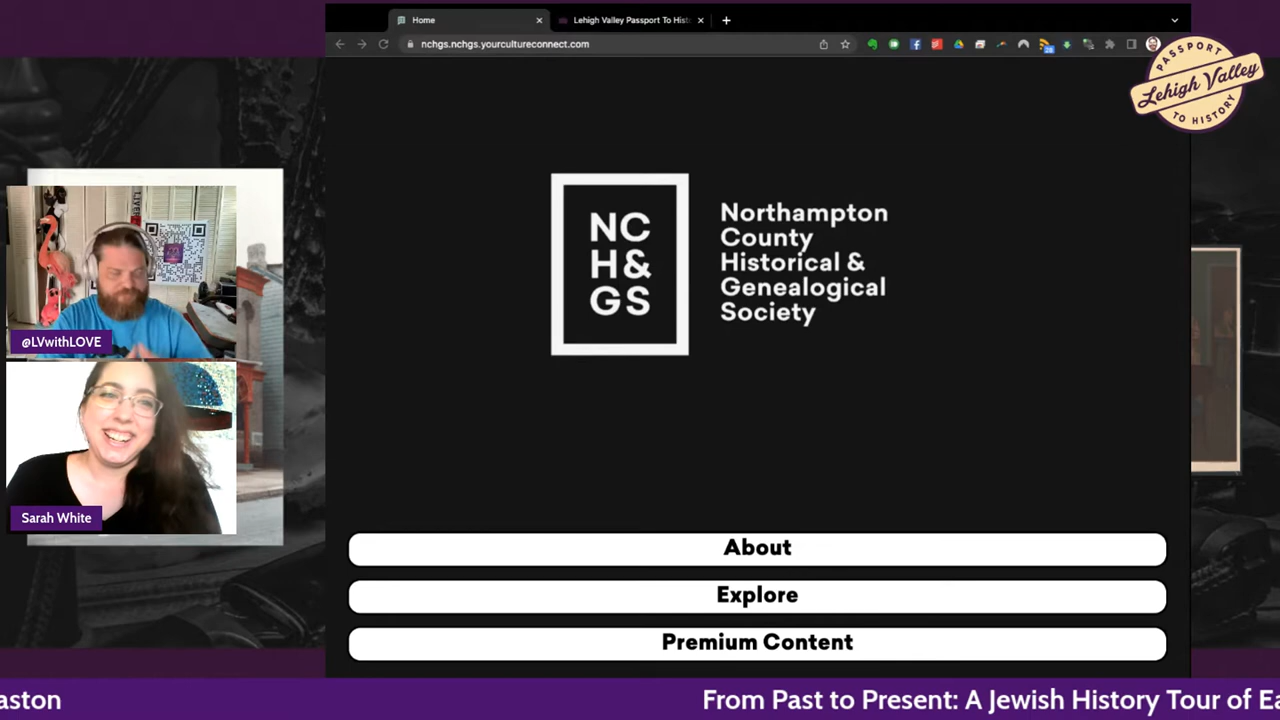 Home
Lehigh Valley Passport To Hist
nchgs.nchgs.yourcultureconnect.com
PASSPORT
Lehigh Valley
TO HISTORY
NC
H&
GS
Northampton
County
Historical &
Genealogical
Society
LIVE
@LVwithLOVE
Sarah White
About
Explore
Premium Content
aston
From Past to Present: A Jewish History Tour of Ea